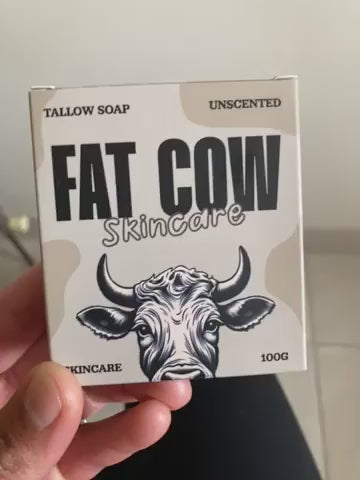 TALLOW SOAP
UNSCENTED
FAT COW
Skincare
SKINCARE
100G